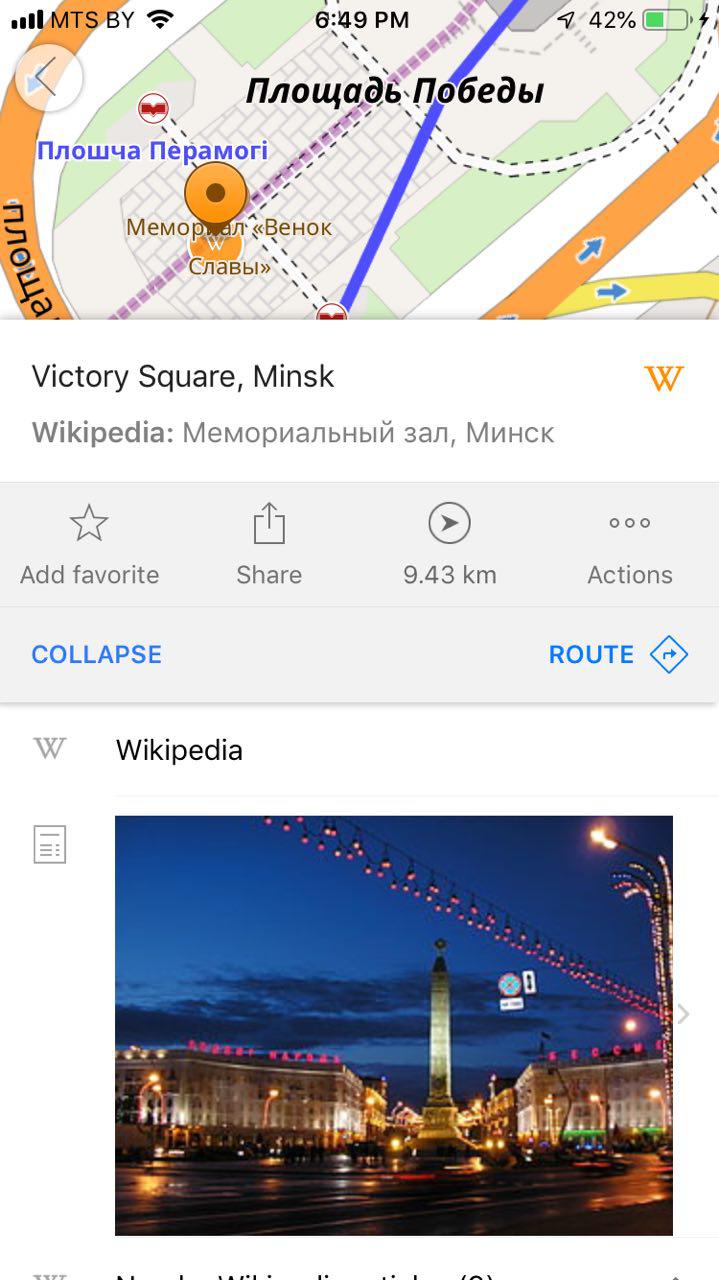 MTS BY
6:49 PM
42%
Площадь Победы
Плошча Перамогі
Мемориал «Венок
Славы»
площа
Victory Square, Minsk
W
Wikipedia: Мемориальный зал, Минск
Add favorite
Share
9.43 km
Actions
COLLAPSE
ROUTE
W
Wikipedia